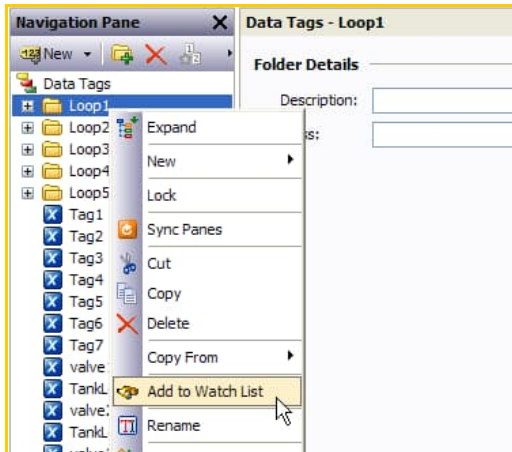 Navigation Pane
Data Tags - Loop1
New
Folder Details
Data Tags
Description:
Loop1
Loop2
Expand
Loop3
New
Loop4
Lock
Loop5
Sync Panes
Tag1
Tag2
Cut
Tag3
Copy
Tag4
Tag5
Delete
Tag6
Tag7
Copy From
valve
TankL
Add to Watch List
valve
TankL
Rename